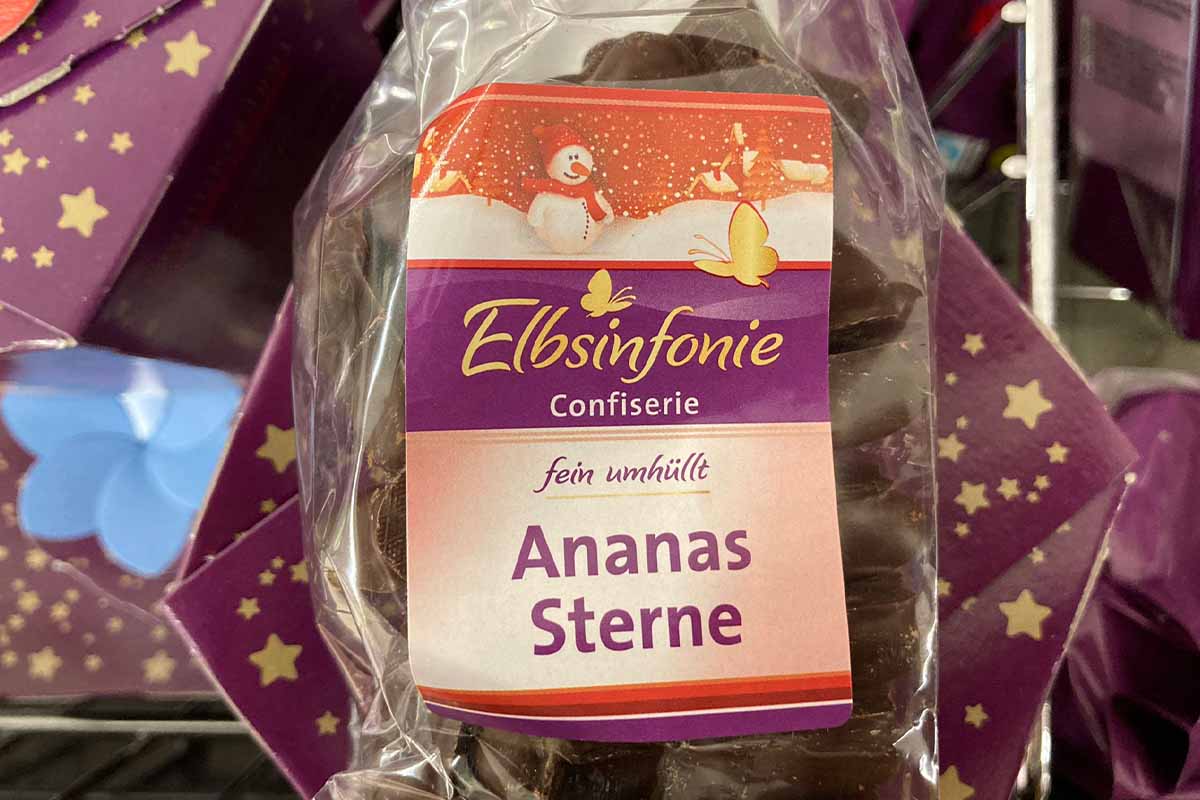 Elbsinfonie
Confiserie
fein umhüllt
Ananas
Sterne